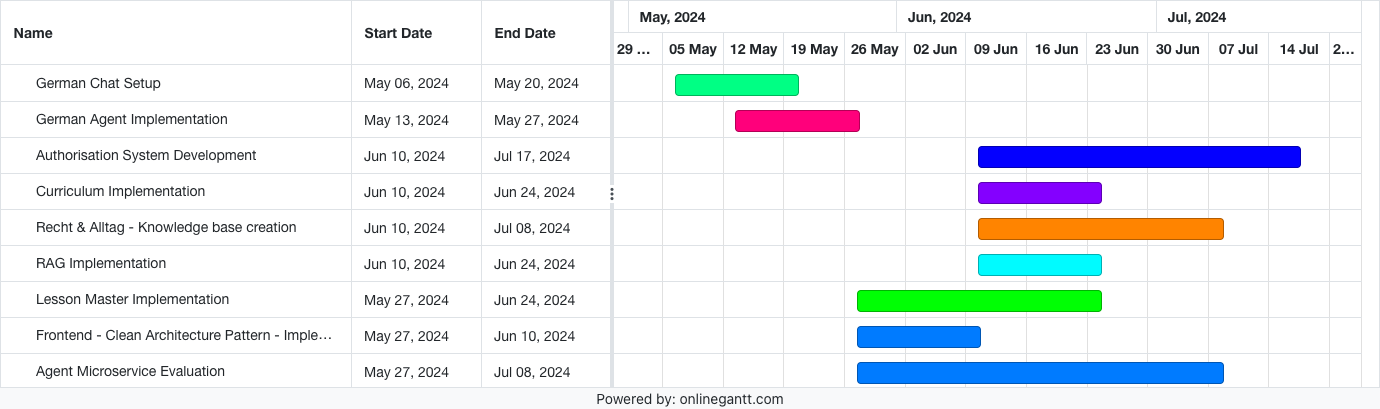 Name Start Date End Date May, 2024 Jun, 2024 Jul, 2024
29 ... 05 May 12 May 19 May 26 May 02 Jun 09 Jun 16 Jun 23 Jun 30 Jun 07 Jul 14 Jul 2...
German Chat Setup May 06, 2024 May 20, 2024
German Agent Implementation May 13, 2024 May 27, 2024
Authorisation System Development Jun 10, 2024 Jul 17, 2024
Curriculum Implementation Jun 10, 2024 Jun 24, 2024
Recht & Alltag - Knowledge base creation Jun 10, 2024 Jul 08, 2024
RAG Implementation Jun 10, 2024 Jun 24, 2024
Lesson Master Implementation May 27, 2024 Jun 24, 2024
Frontend - Clean Architecture Pattern - Imple... May 27, 2024 Jun 10, 2024
Agent Microservice Evaluation May 27, 2024 Jul 08, 2024
Powered by: onlinegantt.com